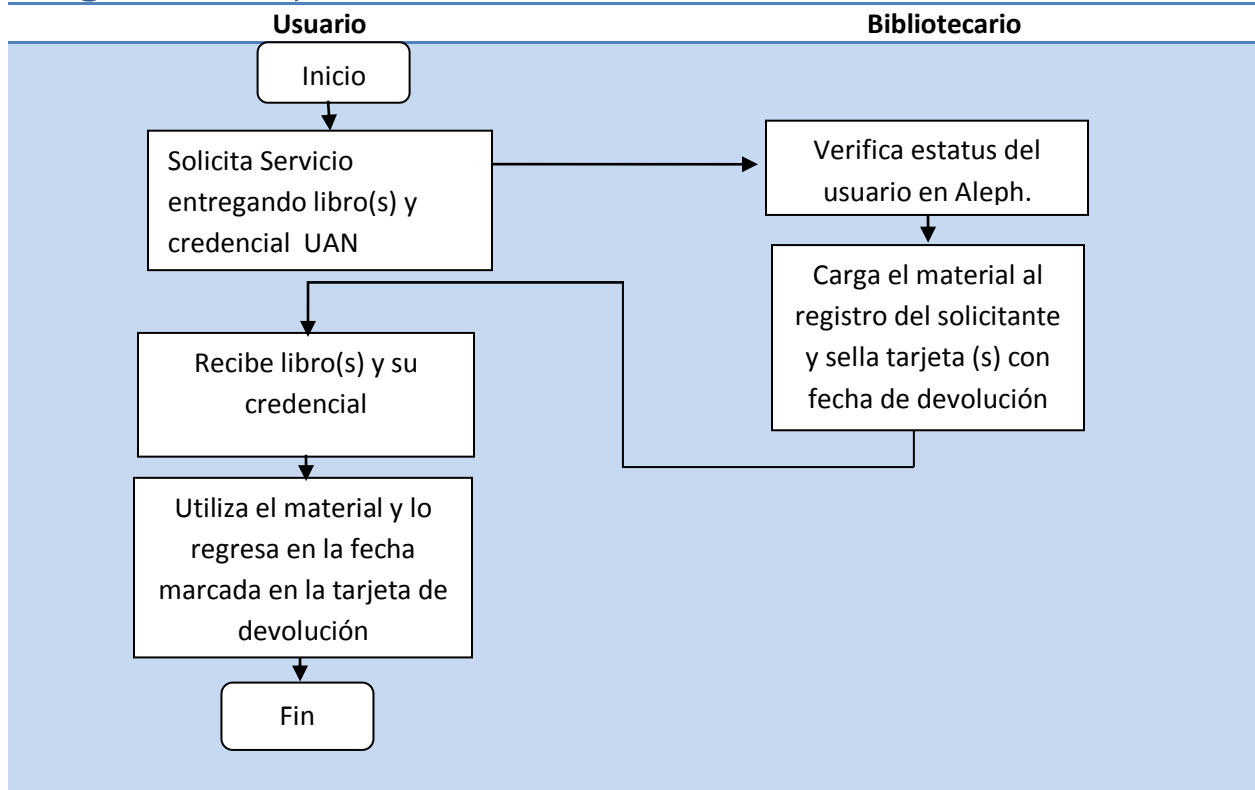 Usuario
Bibliotecario
Inicio
Solicita Servicio
entregando libro(s) y
credencial UAN
Verifica estatus del
usuario en Aleph.
Carga el material al
registro del solicitante
y sella tarjeta (s) con
fecha de devolución
Recibe libro(s) y su
credencial
Utiliza el material y lo
regresa en la fecha
marcada en la tarjeta de
devolución
Fin